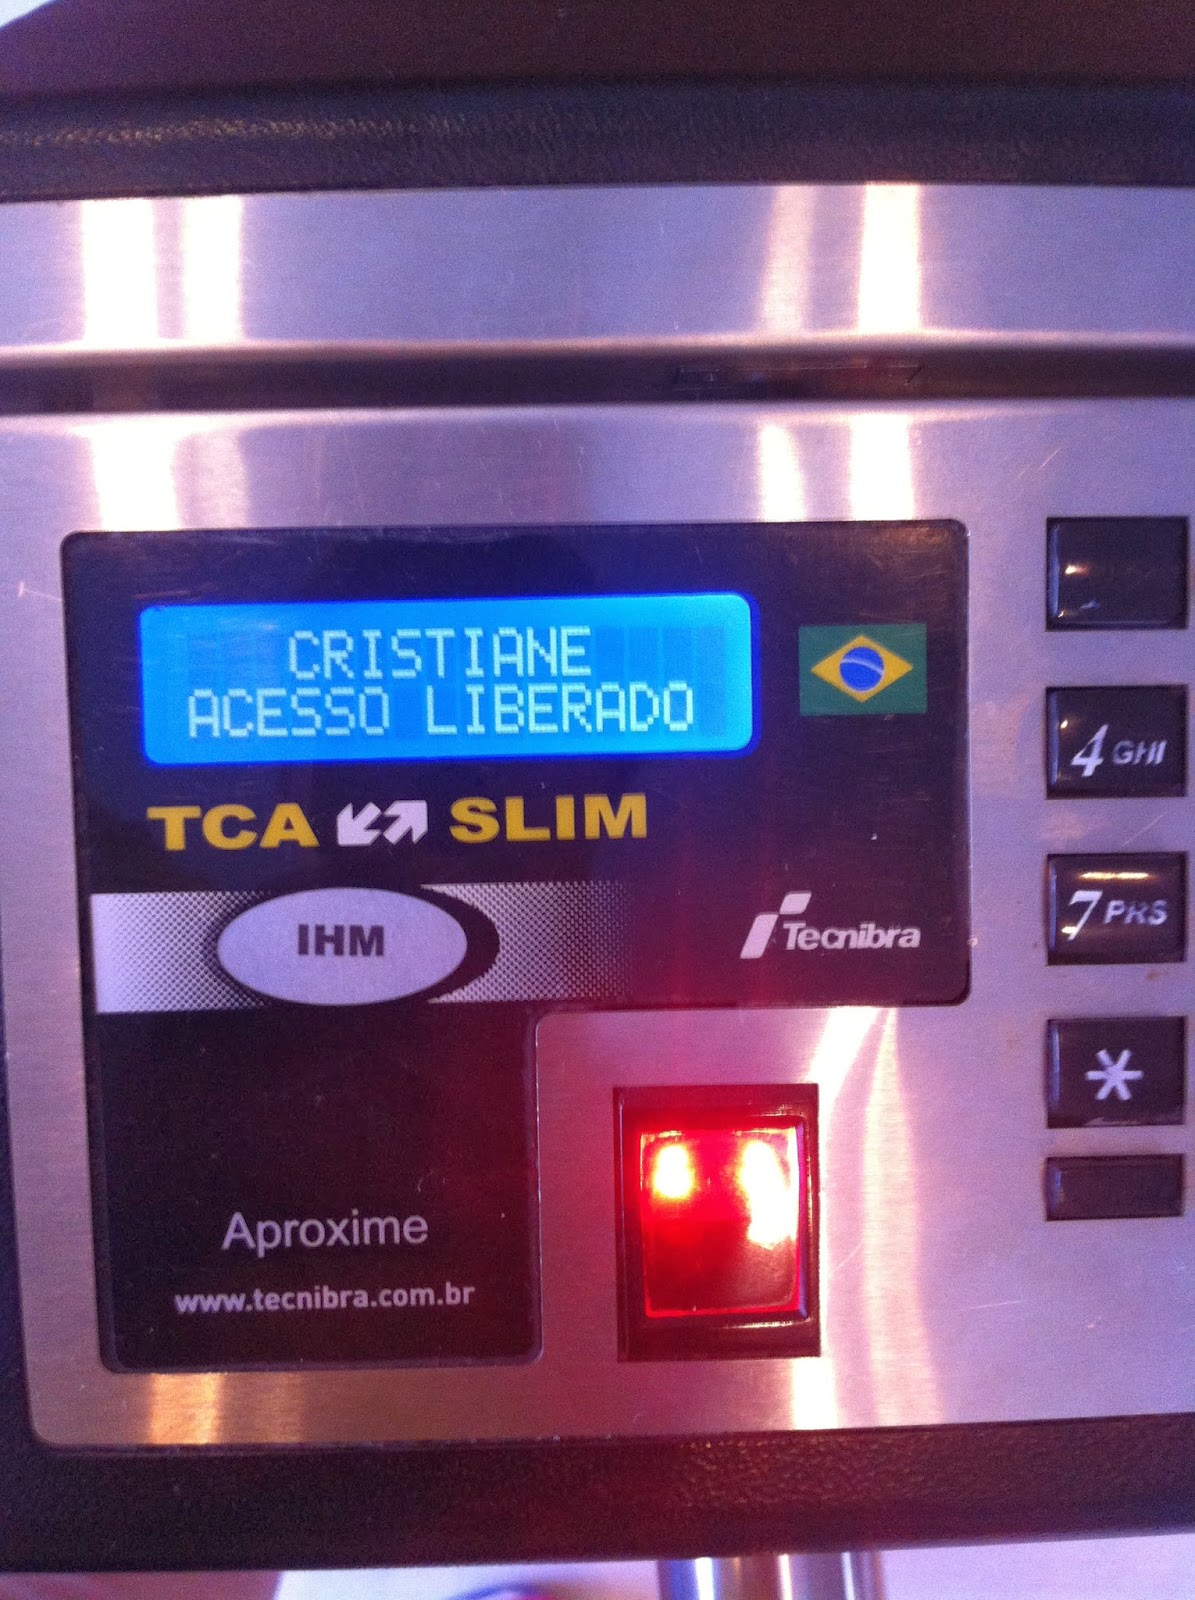 CRISTIANE
ACESSO LIBERADO
TCA SLIM
IHM
Tecnibra
Aproxime
www.tecnibra.com.br
4 GHI
7 PRS
*